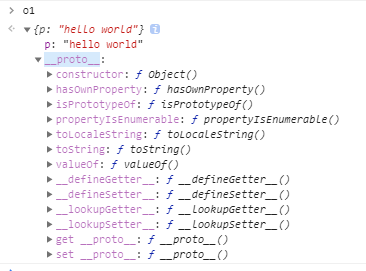 > o1
< ▼ {p: "hello world"} i
p: "hello world"
▼ __proto__:
▶ constructor: ƒ Object()
▶ hasOwnProperty: ƒ hasOwnProperty()
▶ isPrototypeOf: ƒ isPrototypeOf()
▶ propertyIsEnumerable: ƒ propertyIsEnumerable()
▶ toLocaleString: ƒ toLocaleString()
▶ toString: ƒ toString()
▶ valueOf: ƒ valueOf()
▶ __defineGetter__: ƒ __defineGetter__()
▶ __defineSetter__: ƒ __defineSetter__()
▶ __lookupGetter__: ƒ __lookupGetter__()
▶ __lookupSetter__: ƒ __lookupSetter__()
▶ get __proto__: ƒ __proto__()
▶ set __proto__: ƒ __proto__()